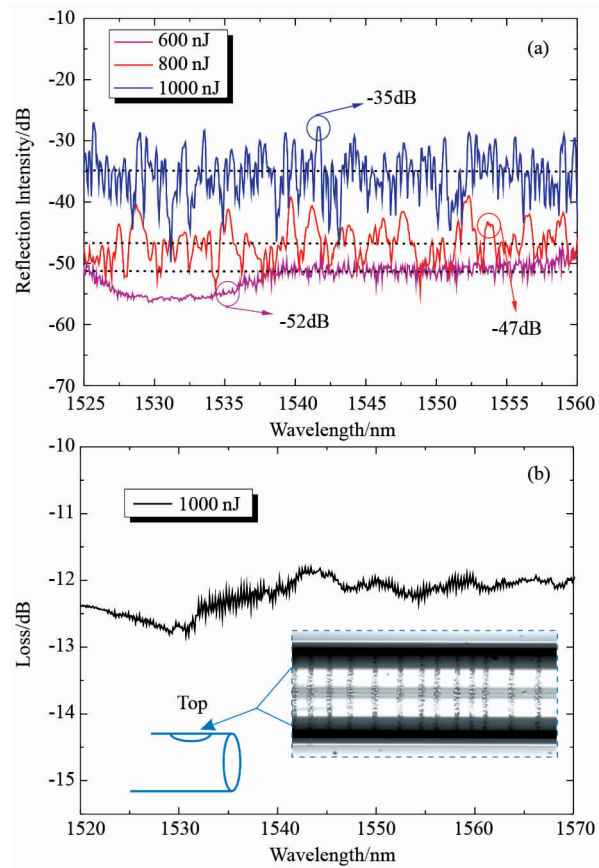 -10
(a)
600 nJ
800 nJ
1000 nJ
-20
-35dB
-30
-40
-50
-60
-70
-52dB
-47dB
Reflection Intensity/dB
1525 1530 1535 1540 1545 1550 1555 1560
Wavelength/nm
-10
(b)
1000 nJ
-11
-12
-13
-14
-15
Loss/dB
Top
1520 1530 1540 1550 1560 1570
Wavelength/nm